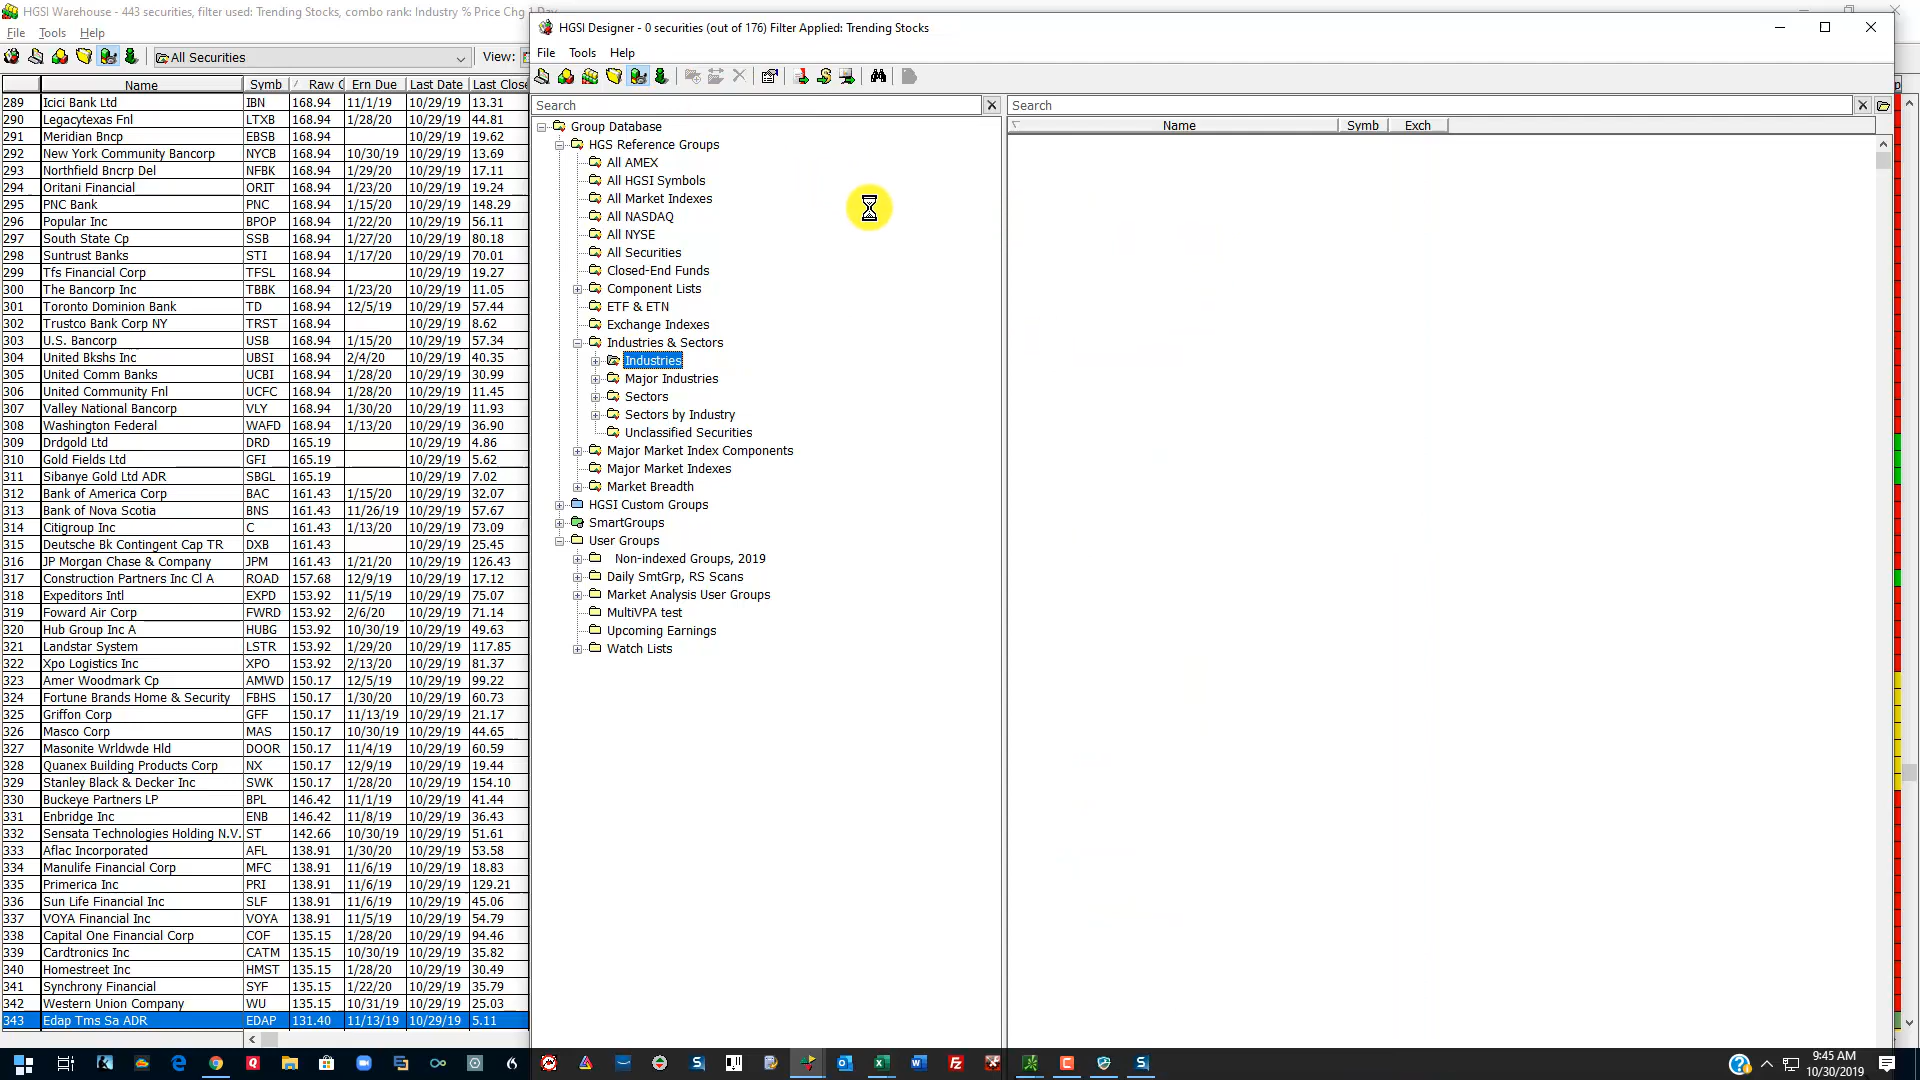 HGSI Warehouse - 443 securities, filter used: Trending Stocks, combo rank: Industry % Price Chg 1 Day
File Tools Help
All Securities View:
Name Symb Raw C Ern Due Last Date Last Close
289 Icici Bank Ltd IBN 168.94 11/1/19 10/29/19 13.31
290 Legacytexas Fnl LTXB 168.94 1/28/20 10/29/19 44.81
291 Meridian Bncp EBSB 168.94 10/29/19 19.62
292 New York Community Bancorp NYCB 168.94 10/30/19 10/29/19 13.69
293 Northfield Bncrp Del NFBK 168.94 1/29/20 10/29/19 17.11
294 Oritani Financial ORIT 168.94 1/23/20 10/29/19 19.24
295 PNC Bank PNC 168.94 1/15/20 10/29/19 148.29
296 Popular Inc BPOP 168.94 1/22/20 10/29/19 56.11
297 South State Cp SSB 168.94 1/27/20 10/29/19 80.18
298 Suntrust Banks STI 168.94 1/17/20 10/29/19 70.01
299 Tfs Financial Corp TFSL 168.94 10/29/19 19.27
300 The Bancorp Inc TBBK 168.94 1/23/20 10/29/19 11.05
301 Toronto Dominion Bank TD 168.94 12/5/19 10/29/19 57.44
302 Trustco Bank Corp NY TRST 168.94 10/29/19 8.62
303 U.S. Bancorp USB 168.94 1/15/20 10/29/19 57.34
304 United Bkshs Inc UBSI 168.94 2/4/20 10/29/19 40.35
305 United Comm Banks UCBI 168.94 1/28/20 10/29/19 30.99
306 United Community Fnl UCFC 168.94 1/28/20 10/29/19 11.45
307 Valley National Bancorp VLY 168.94 1/30/20 10/29/19 11.93
308 Washington Federal WAFD 168.94 1/13/20 10/29/19 36.90
309 Drdgold Ltd DRD 165.19 10/29/19 4.86
310 Gold Fields Ltd GFI 165.19 10/29/19 5.62
311 Sibanye Gold Ltd ADR SBGL 165.19 10/29/19 7.02
312 Bank of America Corp BAC 161.43 1/15/20 10/29/19 32.07
313 Bank of Nova Scotia BNS 161.43 11/26/19 10/29/19 57.67
314 Citigroup Inc C 161.43 1/13/20 10/29/19 73.09
315 Deutsche Bk Contingent Cap TR DXB 161.43 10/29/19 25.45
316 JP Morgan Chase & Company JPM 161.43 1/21/20 10/29/19 126.43
317 Construction Partners Inc Cl A ROAD 157.68 12/9/19 10/29/19 17.12
318 Expeditors Intl EXPD 153.92 11/5/19 10/29/19 75.07
319 Foward Air Corp FWRD 153.92 2/6/20 10/29/19 71.14
320 Hub Group Inc A HUBG 153.92 10/30/19 10/29/19 49.63
321 Landstar System LSTR 153.92 1/29/20 10/29/19 117.85
322 Xpo Logistics Inc XPO 153.92 2/13/20 10/29/19 81.37
323 Amer Woodmark Cp AMWD 150.17 12/5/19 10/29/19 99.22
324 Fortune Brands Home & Security FBHS 150.17 1/30/20 10/29/19 60.73
325 Griffon Corp GFF 150.17 11/13/19 10/29/19 21.17
326 Masco Corp MAS 150.17 10/30/19 10/29/19 44.65
327 Masonite Wrldwde Hld DOOR 150.17 11/4/19 10/29/19 60.59
328 Quanex Building Products Corp NX 150.17 12/9/19 10/29/19 19.44
329 Stanley Black & Decker Inc SWK 150.17 1/28/20 10/29/19 154.10
330 Buckeye Partners LP BPL 146.42 11/1/19 10/29/19 41.44
331 Enbridge Inc ENB 146.42 11/8/19 10/29/19 36.43
332 Sensata Technologies Holding N.V. ST 142.66 10/30/19 10/29/19 51.61
333 Aflac Incorporated AFL 138.91 1/30/20 10/29/19 53.58
334 Manulife Financial Corp MFC 138.91 11/6/19 10/29/19 18.83
335 Primerica Inc PRI 138.91 11/6/19 10/29/19 129.21
336 Sun Life Financial Inc SLF 138.91 11/6/19 10/29/19 45.06
337 VOYA Financial Inc VOYA 138.91 11/5/19 10/29/19 54.79
338 Capital One Financial Corp COF 135.15 1/28/20 10/29/19 94.46
339 Cardtronics Inc CATM 135.15 10/30/19 10/29/19 35.82
340 Homestreet Inc HMST 135.15 1/28/20 10/29/19 30.49
341 Synchrony Financial SYF 135.15 1/22/20 10/29/19 35.79
342 Western Union Company WU 135.15 10/31/19 10/29/19 25.03
343 Edap Tms Sa ADR EDAP 131.40 11/13/19 10/29/19 5.11
HGSI Designer - 0 securities (out of 176) Filter Applied: Trending Stocks
File Tools Help
Search
Group Database
HGS Reference Groups
All AMEX
All HGSI Symbols
All Market Indexes
All NASDAQ
All NYSE
All Securities
Closed-End Funds
Component Lists
ETF & ETN
Exchange Indexes
Industries & Sectors
Industries
Major Industries
Sectors
Sectors by Industry
Unclassified Securities
Major Market Index Components
Major Market Indexes
Market Breadth
HGSI Custom Groups
SmartGroups
User Groups
Non-indexed Groups, 2019
Daily SmtGrp, RS Scans
Market Analysis User Groups
MultiVPA test
Upcoming Earnings
Watch Lists
Search
Name Symb Exch
9:45 AM
10/30/2019